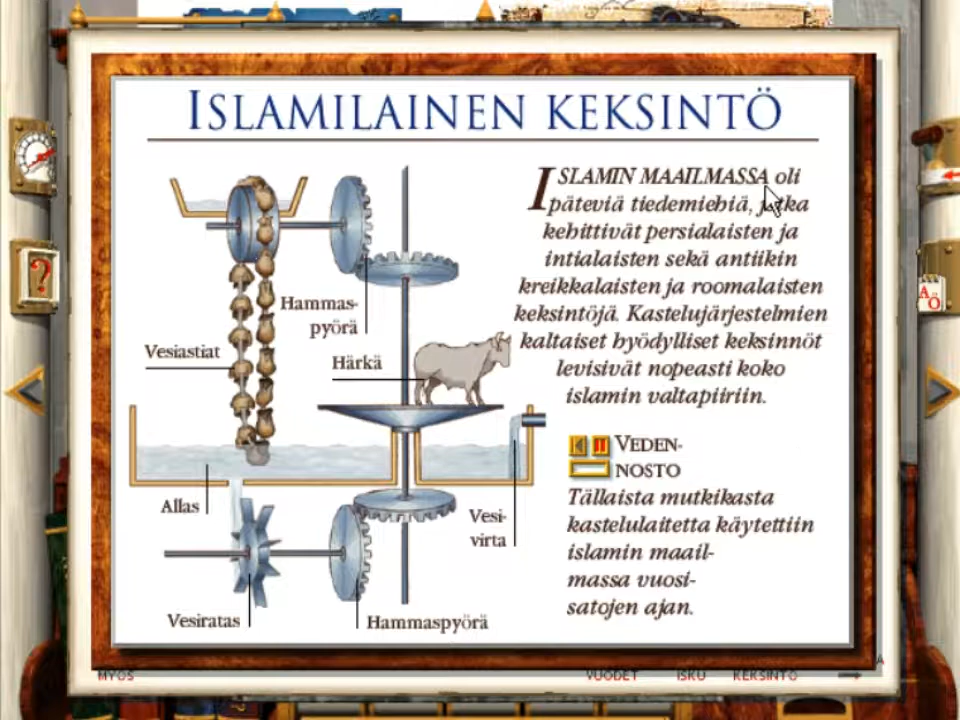 ISLAMILAINEN KEKSINTÖ
ISLAMIN MAAILMASSA oli
päteviä tiedemiehiä, jotka
kehittivät persialaisten ja
intialaisten sekä antiikin
kreikkalaisten ja roomalaisten
keksintöjä. Kastelujärjestelmien
kaltaiset hyödylliset keksinnöt
levisivät nopeasti koko
islamin valtapiiriin.
VEDEN-
NOSTO
Tällaista mutkikasta
kastelulaitetta käytettiin
islamin maail-
massa vuosi-
satojen ajan.
Hammas-
pyörä
Vesiastiat
Härkä
Allas
Vesi-
virta
Vesiratas
Hammaspyörä
MYÖS
VUODET
ISKU
KEKSINTÖ
?
AÖ